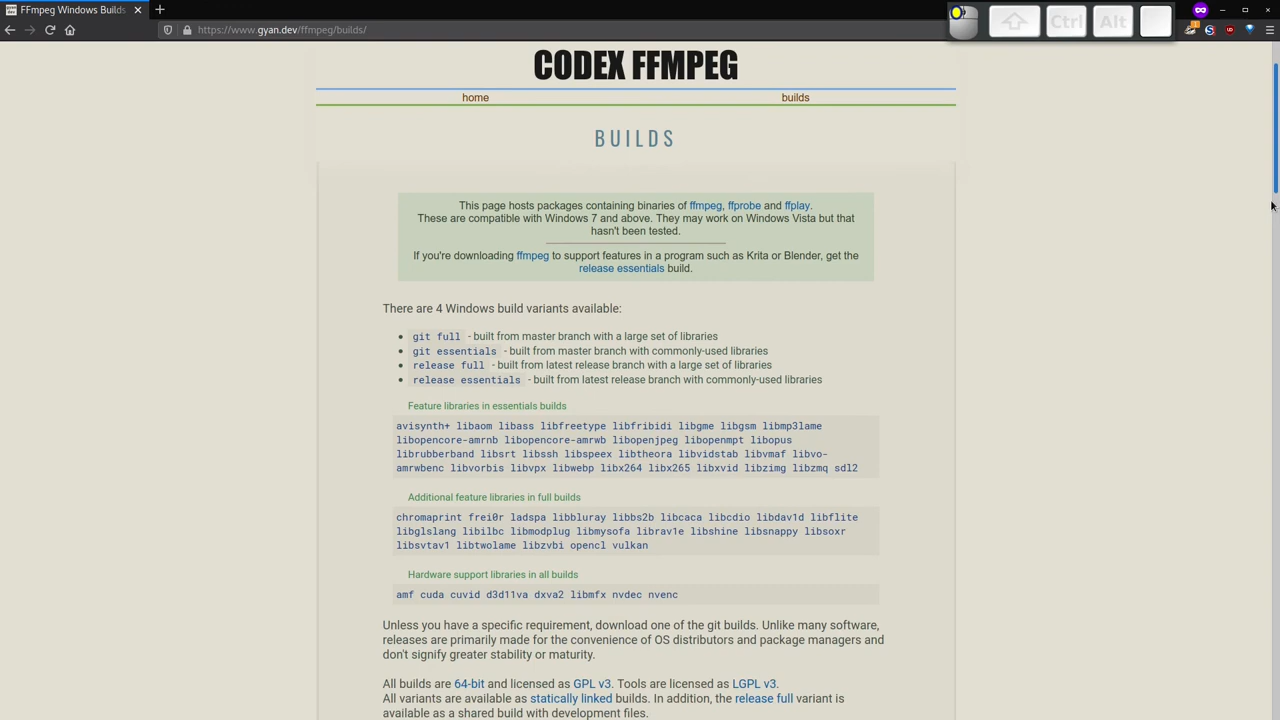 FFmpeg Windows Builds
https://www.gyan.dev/ffmpeg/builds/
Ctrl
Alt
CODEX FFMPEG
home builds
BUILDS
This page hosts packages containing binaries of ffmpeg, ffprobe and ffplay.
These are compatible with Windows 7 and above. They may work on Windows Vista but that
hasn't been tested.
If you're downloading ffmpeg to support features in a program such as Krita or Blender, get the
release essentials build.
There are 4 Windows build variants available:
git full - built from master branch with a large set of libraries
git essentials - built from master branch with commonly-used libraries
release full - built from latest release branch with a large set of libraries
release essentials - built from latest release branch with commonly-used libraries
Feature libraries in essentials builds
avisynth+ libaom libass libfreetype libfribidi libgme libgsm libmp3lame
libopencore-amrnb libopencore-amrwb libopenjpeg libopenmpt libopus
librubberband libsrt libssh libspeex libtheora libvidstab libvmaf libvo-
amrwbenc libvorbis libvpx libwebp libx264 libx265 libxvid libzimg libzmq sdl2
Additional feature libraries in full builds
chromaprint frei0r ladspa libbluray libbs2b libcaca libcdio libdav1d libflite
libglslang libilbc libmodplug libmysofa librav1e libshine libsnappy libsoxr
libsvtav1 libtwolame libzvbi opencl vulkan
Hardware support libraries in all builds
amf cuda cuvid d3d11va dxva2 libmfx nvdec nvenc
Unless you have a specific requirement, download one of the git builds. Unlike many software,
releases are primarily made for the convenience of OS distributors and package managers and
don't signify greater stability or maturity.
All builds are 64-bit and licensed as GPL v3. Tools are licensed as LGPL v3.
All variants are available as statically linked builds. In addition, the release full variant is
available as a shared build with development files.